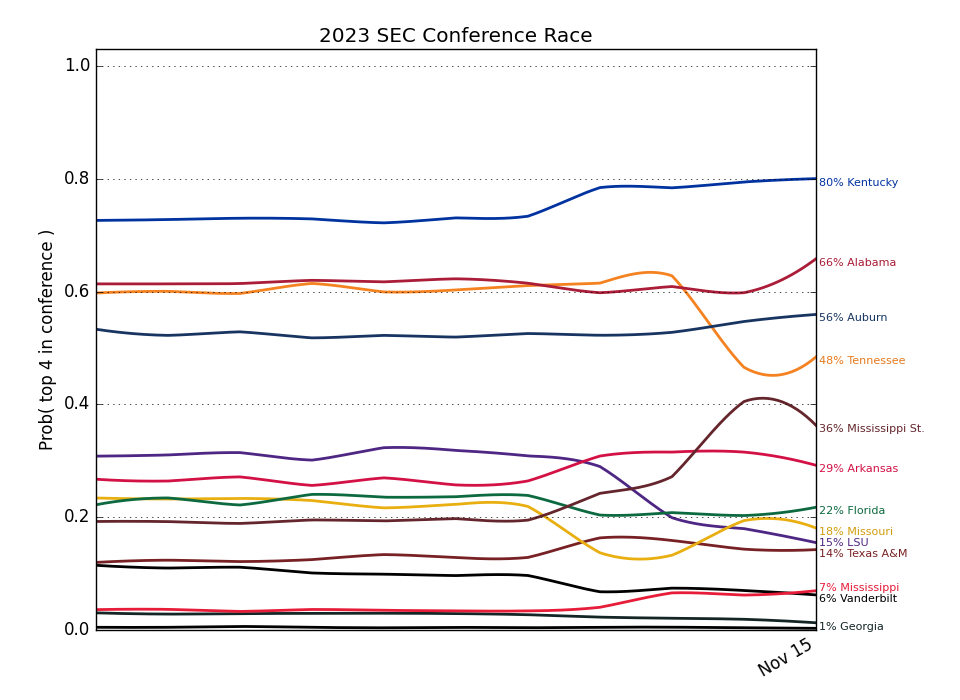 2023 SEC Conference Race
Prob( top 4 in conference )
1.0
0.8
0.6
0.4
0.2
0.0
80% Kentucky
66% Alabama
56% Auburn
48% Tennessee
36% Mississippi St.
29% Arkansas
22% Florida
18% Missouri
15% LSU
14% Texas A&M
7% Mississippi
6% Vanderbilt
1% Georgia
Nov 15